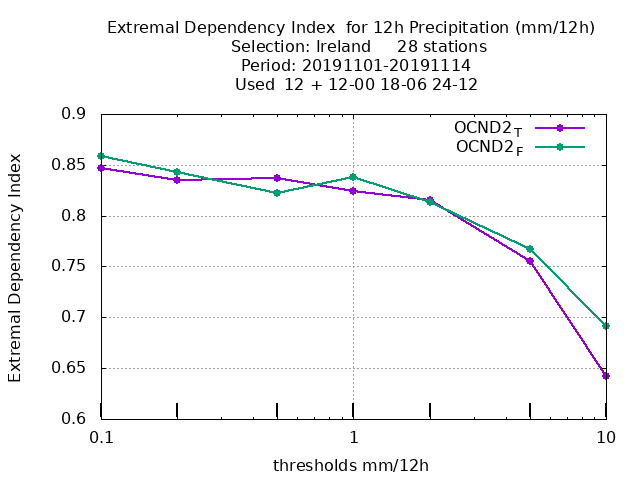 Extremal Dependency Index  for 12h Precipitation (mm/12h)
Selection: Ireland     28 stations
Period: 20191101-20191114
Used  12 + 12-00 18-06 24-12
OCND2T
OCND2F
0.9
0.85
0.8
0.75
0.7
0.65
0.6
Extremal Dependency Index
0.1
1
10
thresholds mm/12h